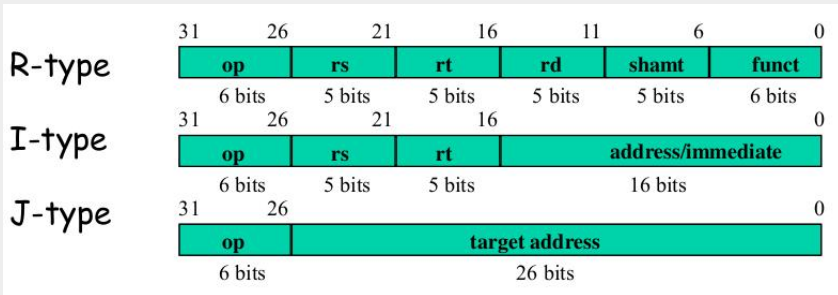 31 26 21 16 11 6 0
R-type op rs rt rd shamt funct
6 bits 5 bits 5 bits 5 bits 5 bits 6 bits
31 26 21 16 0
I-type op rs rt address/immediate
6 bits 5 bits 5 bits 16 bits
31 26 0
J-type op target address
6 bits 26 bits